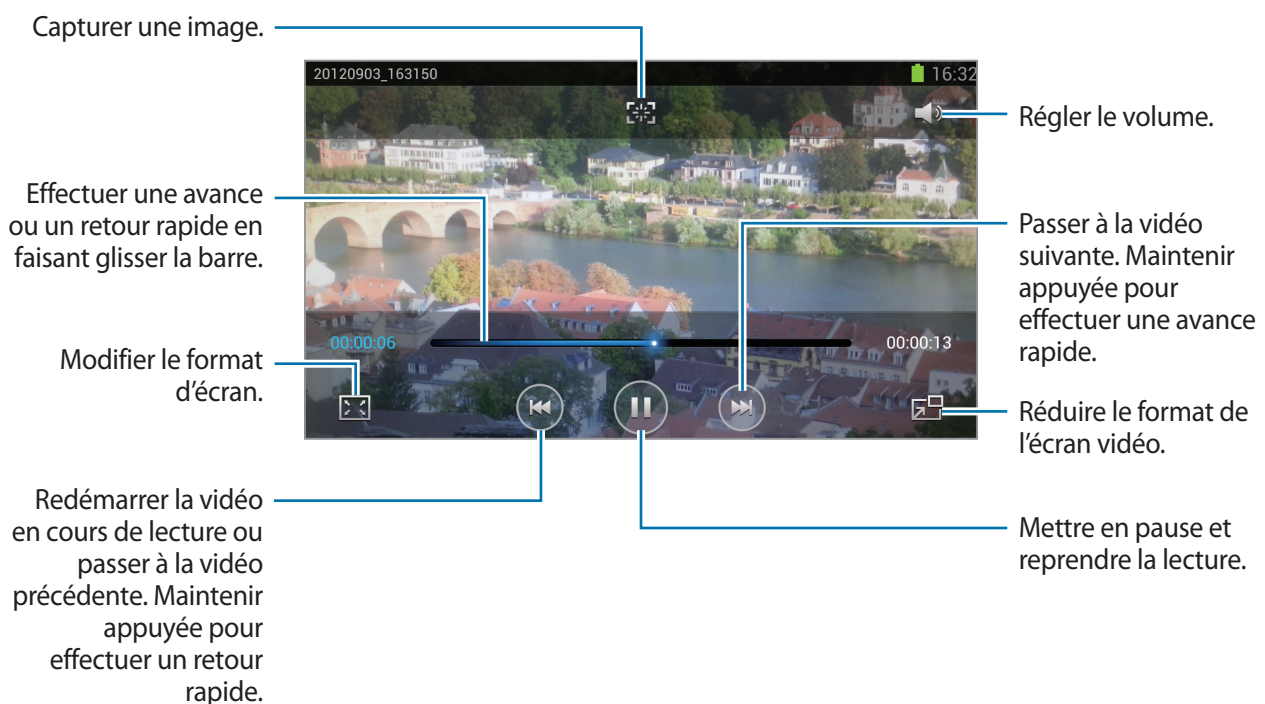 Capturer une image.
20120903_163150
16:32
Régler le volume.
Effectuer une avance
ou un retour rapide en
faisant glisser la barre.
Passer à la vidéo
suivante. Maintenir
appuyée pour
effectuer une avance
rapide.
00:00:06
00:00:13
Modifier le format
d'écran.
Réduire le format de
l'écran vidéo.
Redémarrer la vidéo
en cours de lecture ou
passer à la vidéo
précédente. Maintenir
appuyée pour
effectuer un retour
rapide.
Mettre en pause et
reprendre la lecture.